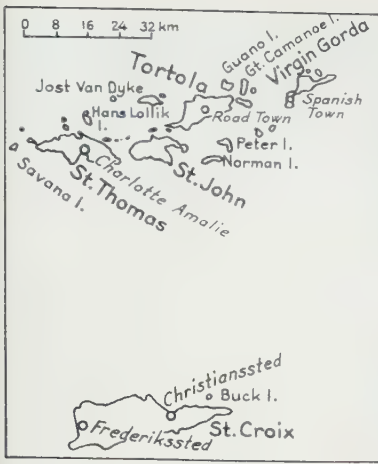 0 8 16 24 32 km
Guano I.
Gt. Camanoe I.
Virgin Gorda
Tortola
Jost Van Dyke
Spanish
Town
Hans Lollik
I.
Road Town
Peter I.
Norman I.
St. John
Charlotte Amalie
St. Thomas
Savana I.
Christianssted
Buck I.
Frederikssted
St. Croix